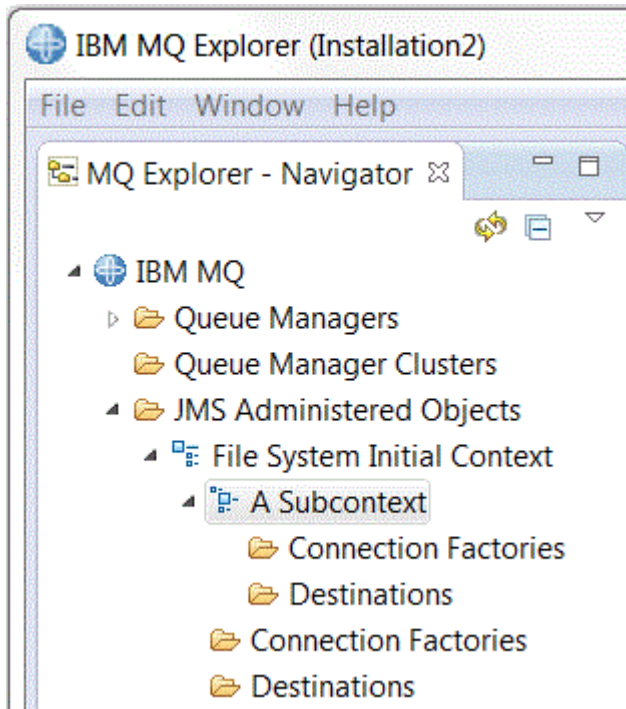 IBM MQ Explorer (Installation2)
File Edit Window Help
MQ Explorer - Navigator
IBM MQ
Queue Managers
Queue Manager Clusters
JMS Administered Objects
File System Initial Context
A Subcontext
Connection Factories
Destinations
Connection Factories
Destinations